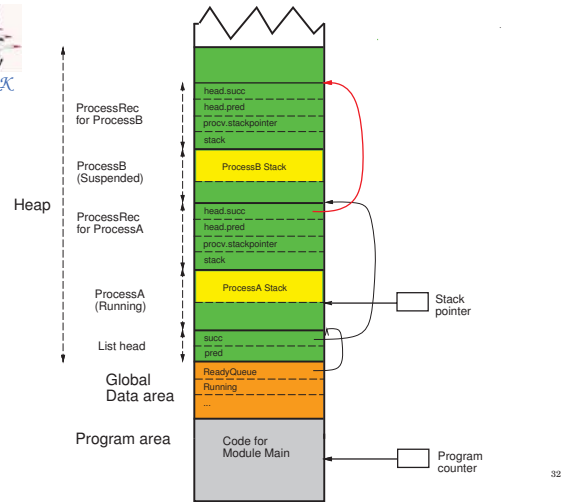 K
head.succ
head.pred
procv.stackpointer
stack
ProcessRec
for ProcessB
ProcessB Stack
ProcessB
(Suspended)
Heap
head.succ
head.pred
procv.stackpointer
stack
ProcessRec
for ProcessA
ProcessA Stack
ProcessA
(Running)
Stack
pointer
succ
pred
List head
ReadyQueue
Running
...
Global
Data area
Program area
Code for
Module Main
Program
counter
32